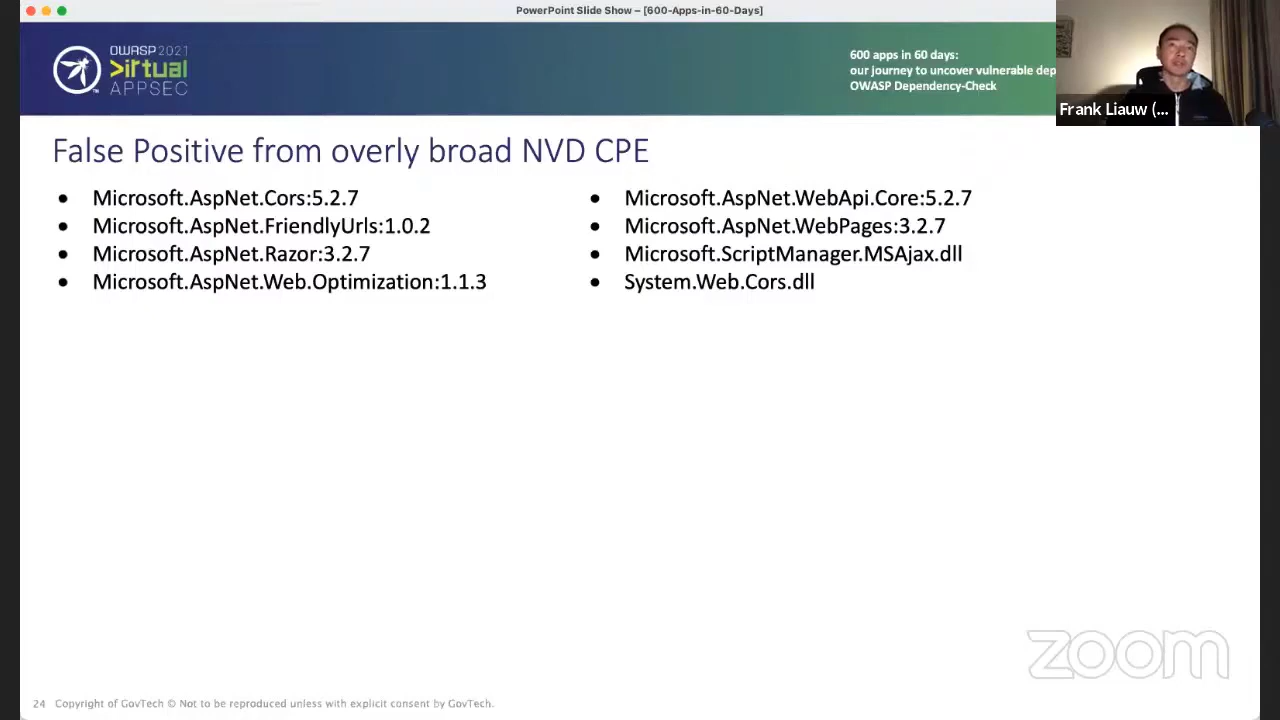 PowerPoint Slide Show – [600-Apps-in-60-Days]
OWASP 2021
>irtual
APPSEC
600 apps in 60 days:
our journey to uncover vulnerable dep
OWASP Dependency-Check
Frank Liauw (...
False Positive from overly broad NVD CPE
• Microsoft.AspNet.Cors:5.2.7
• Microsoft.AspNet.FriendlyUrls:1.0.2
• Microsoft.AspNet.Razor:3.2.7
• Microsoft.AspNet.Web.Optimization:1.1.3
• Microsoft.AspNet.WebApi.Core:5.2.7
• Microsoft.AspNet.WebPages:3.2.7
• Microsoft.ScriptManager.MSAjax.dll
• System.Web.Cors.dll
zoom
24 Copyright of GovTech © Not to be reproduced unless with explicit consent by GovTech.